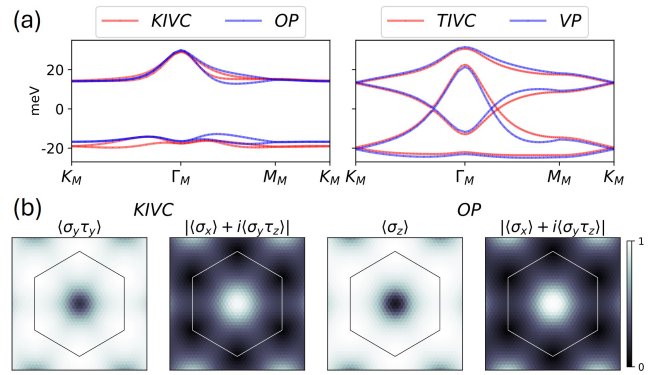 (a)
KIVC OP
TIVC VP
meV
20
0
-20
K_M Γ_M M_M K_M
K_M Γ_M M_M K_M
(b)
KIVC OP
⟨σ_yτ_y⟩ |⟨σ_x⟩ + i⟨σ_yτ_z⟩| ⟨σ_z⟩ |⟨σ_x⟩ + i⟨σ_yτ_z⟩|
1
0